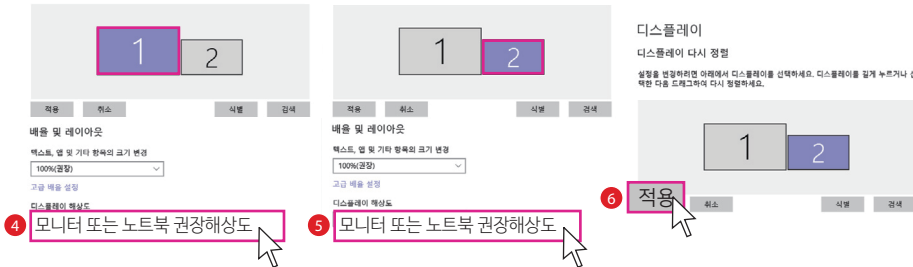 1
2
적용
취소
식별
검색
배율 및 레이아웃
텍스트, 앱 및 기타 항목의 크기 변경
100%(권장)
고급 배율 설정
디스플레이 해상도
4
모니터 또는 노트북 권장해상도
1
2
적용
취소
식별
검색
배율 및 레이아웃
텍스트, 앱 및 기타 항목의 크기 변경
100%(권장)
고급 배율 설정
디스플레이 해상도
5
모니터 또는 노트북 권장해상도
디스플레이
디스플레이 다시 정렬
설정을 변경하려면 아래에서 디스플레이를 선택하세요. 디스플레이를 길게 누르거나
택한 다음 드래그하여 다시 정렬하세요.
1
2
6
적용
취소
식별
검색